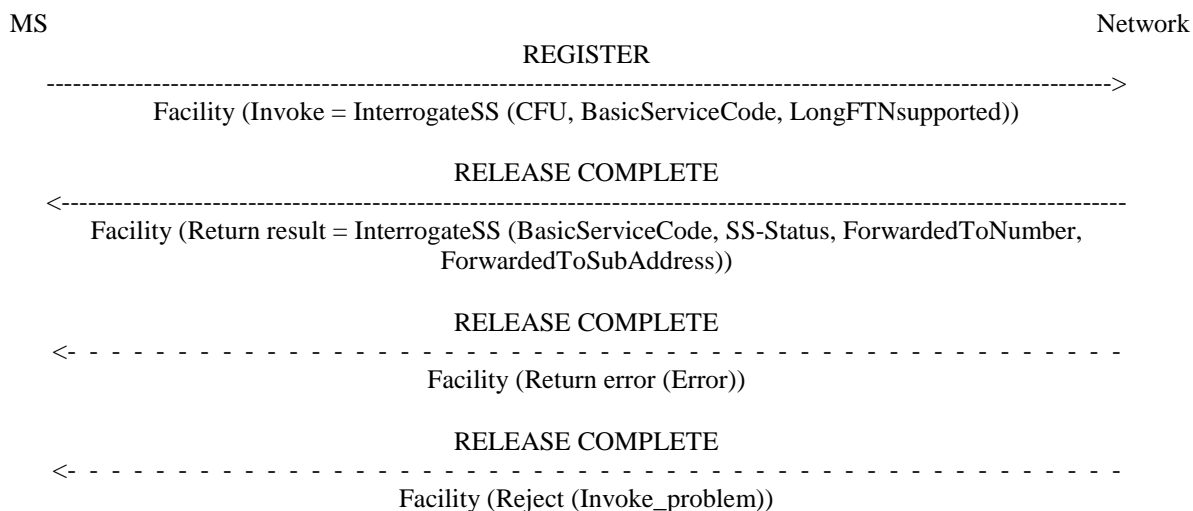 MS Network
REGISTER
-------------------------------------------------------------------------------------------------------------------------->
Facility (Invoke = InterrogateSS (CFU, BasicServiceCode, LongFTNsupported))
RELEASE COMPLETE
<--------------------------------------------------------------------------------------------------------------------------
Facility (Return result = InterrogateSS (BasicServiceCode, SS-Status, ForwardedToNumber,
ForwardedToSubAddress))
RELEASE COMPLETE
<- - - - - - - - - - - - - - - - - - - - - - - - - - - - - - - - - - - - - - - - - - - - - - - -
Facility (Return error (Error))
RELEASE COMPLETE
<- - - - - - - - - - - - - - - - - - - - - - - - - - - - - - - - - - - - - - - - - - - - - - - -
Facility (Reject (Invoke_problem))